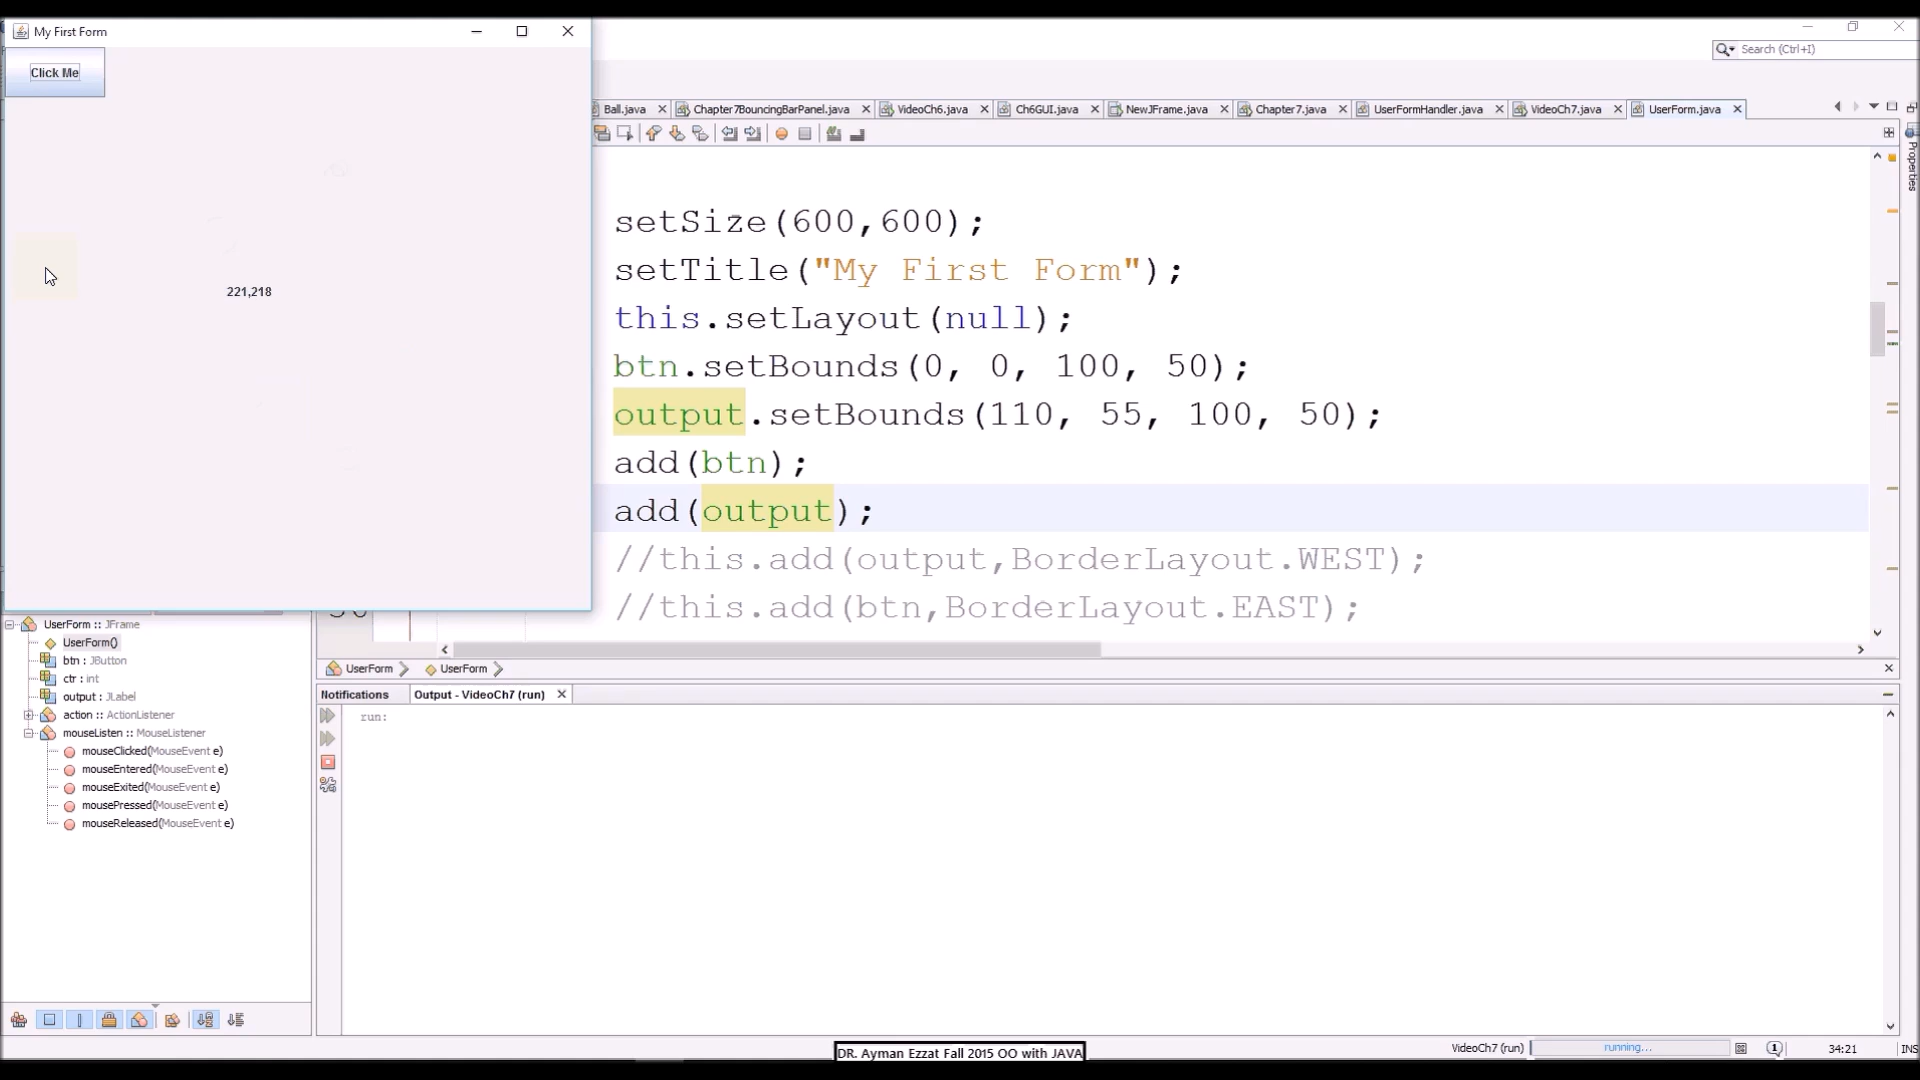 My First Form
Click Me
221,218
Search (Ctrl+I)
Ball.java
Chapter7BouncingBarPanel.java
VideoCh6.java
Ch6GUI.java
NewJFrame.java
Chapter7.java
UserFormHandler.java
VideoCh7.java
UserForm.java
Properties
setSize(600,600);
setTitle("My First Form");
this.setLayout(null);
btn.setBounds(0, 0, 100, 50);
output.setBounds(110, 55, 100, 50);
add(btn);
add(output);
//this.add(output,BorderLayout.WEST);
//this.add(btn,BorderLayout.EAST);
UserForm :: JFrame
UserForm()
btn : JButton
ctr : int
output : JLabel
action :: ActionListener
mouseListen :: MouseListener
mouseClicked(MouseEvent e)
mouseEntered(MouseEvent e)
mouseExited(MouseEvent e)
mousePressed(MouseEvent e)
mouseReleased(MouseEvent e)
UserForm
UserForm
Notifications
Output - VideoCh7 (run)
run:
DR. Ayman Ezzat Fall 2015 OO with JAVA
VideoCh7 (run)
running...
1
34:21
INS